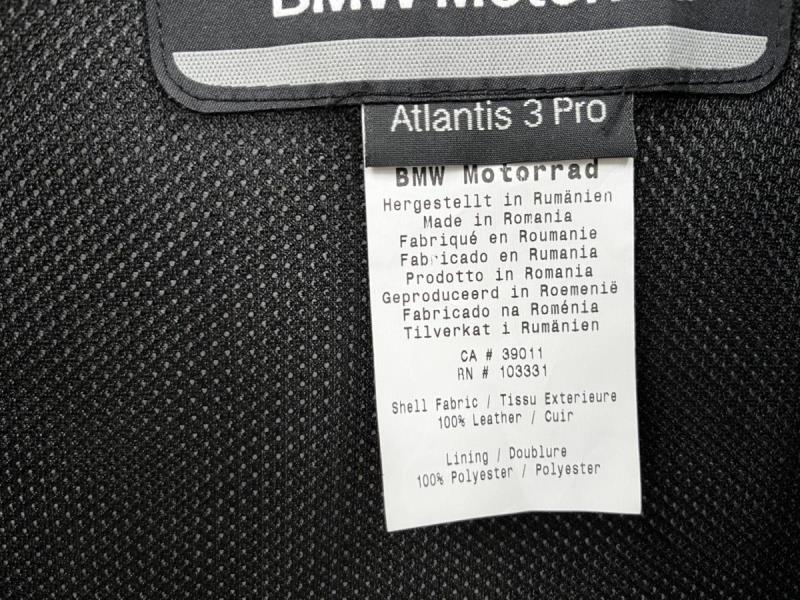 BMW Motorrad
Atlantis 3 Pro
BMW Motorrad
Hergestellt in Rumänien
Made in Romania
Fabriqué en Roumanie
Fabricado en Rumania
Prodotto in Romania
Geproduceerd in Roemenië
Fabricado na Roménia
Tilverkat i Rumänien
CA # 39011
RN # 103331
Shell Fabric / Tissu Exterieure
100% Leather / Cuir
Lining / Doublure
100% Polyester / Polyester